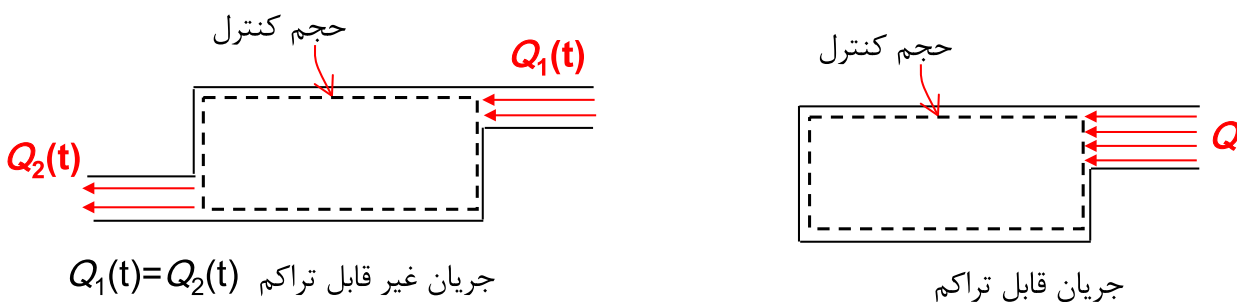 حجم کنترل
Q1(t)
Q2(t)
جریان غیر قابل تراکم Q1(t)=Q2(t)
حجم کنترل
Q
جریان قابل تراکم